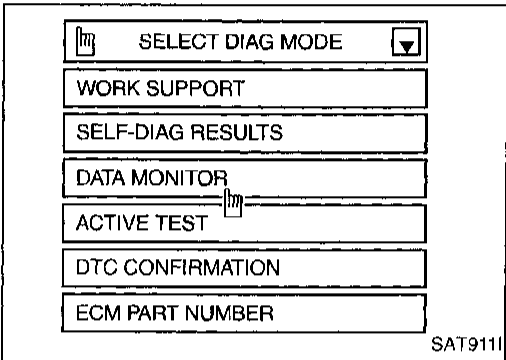 SELECT DIAG MODE
WORK SUPPORT
SELF-DIAG RESULTS
DATA MONITOR
ACTIVE TEST
DTC CONFIRMATION
ECM PART NUMBER
SAT911I